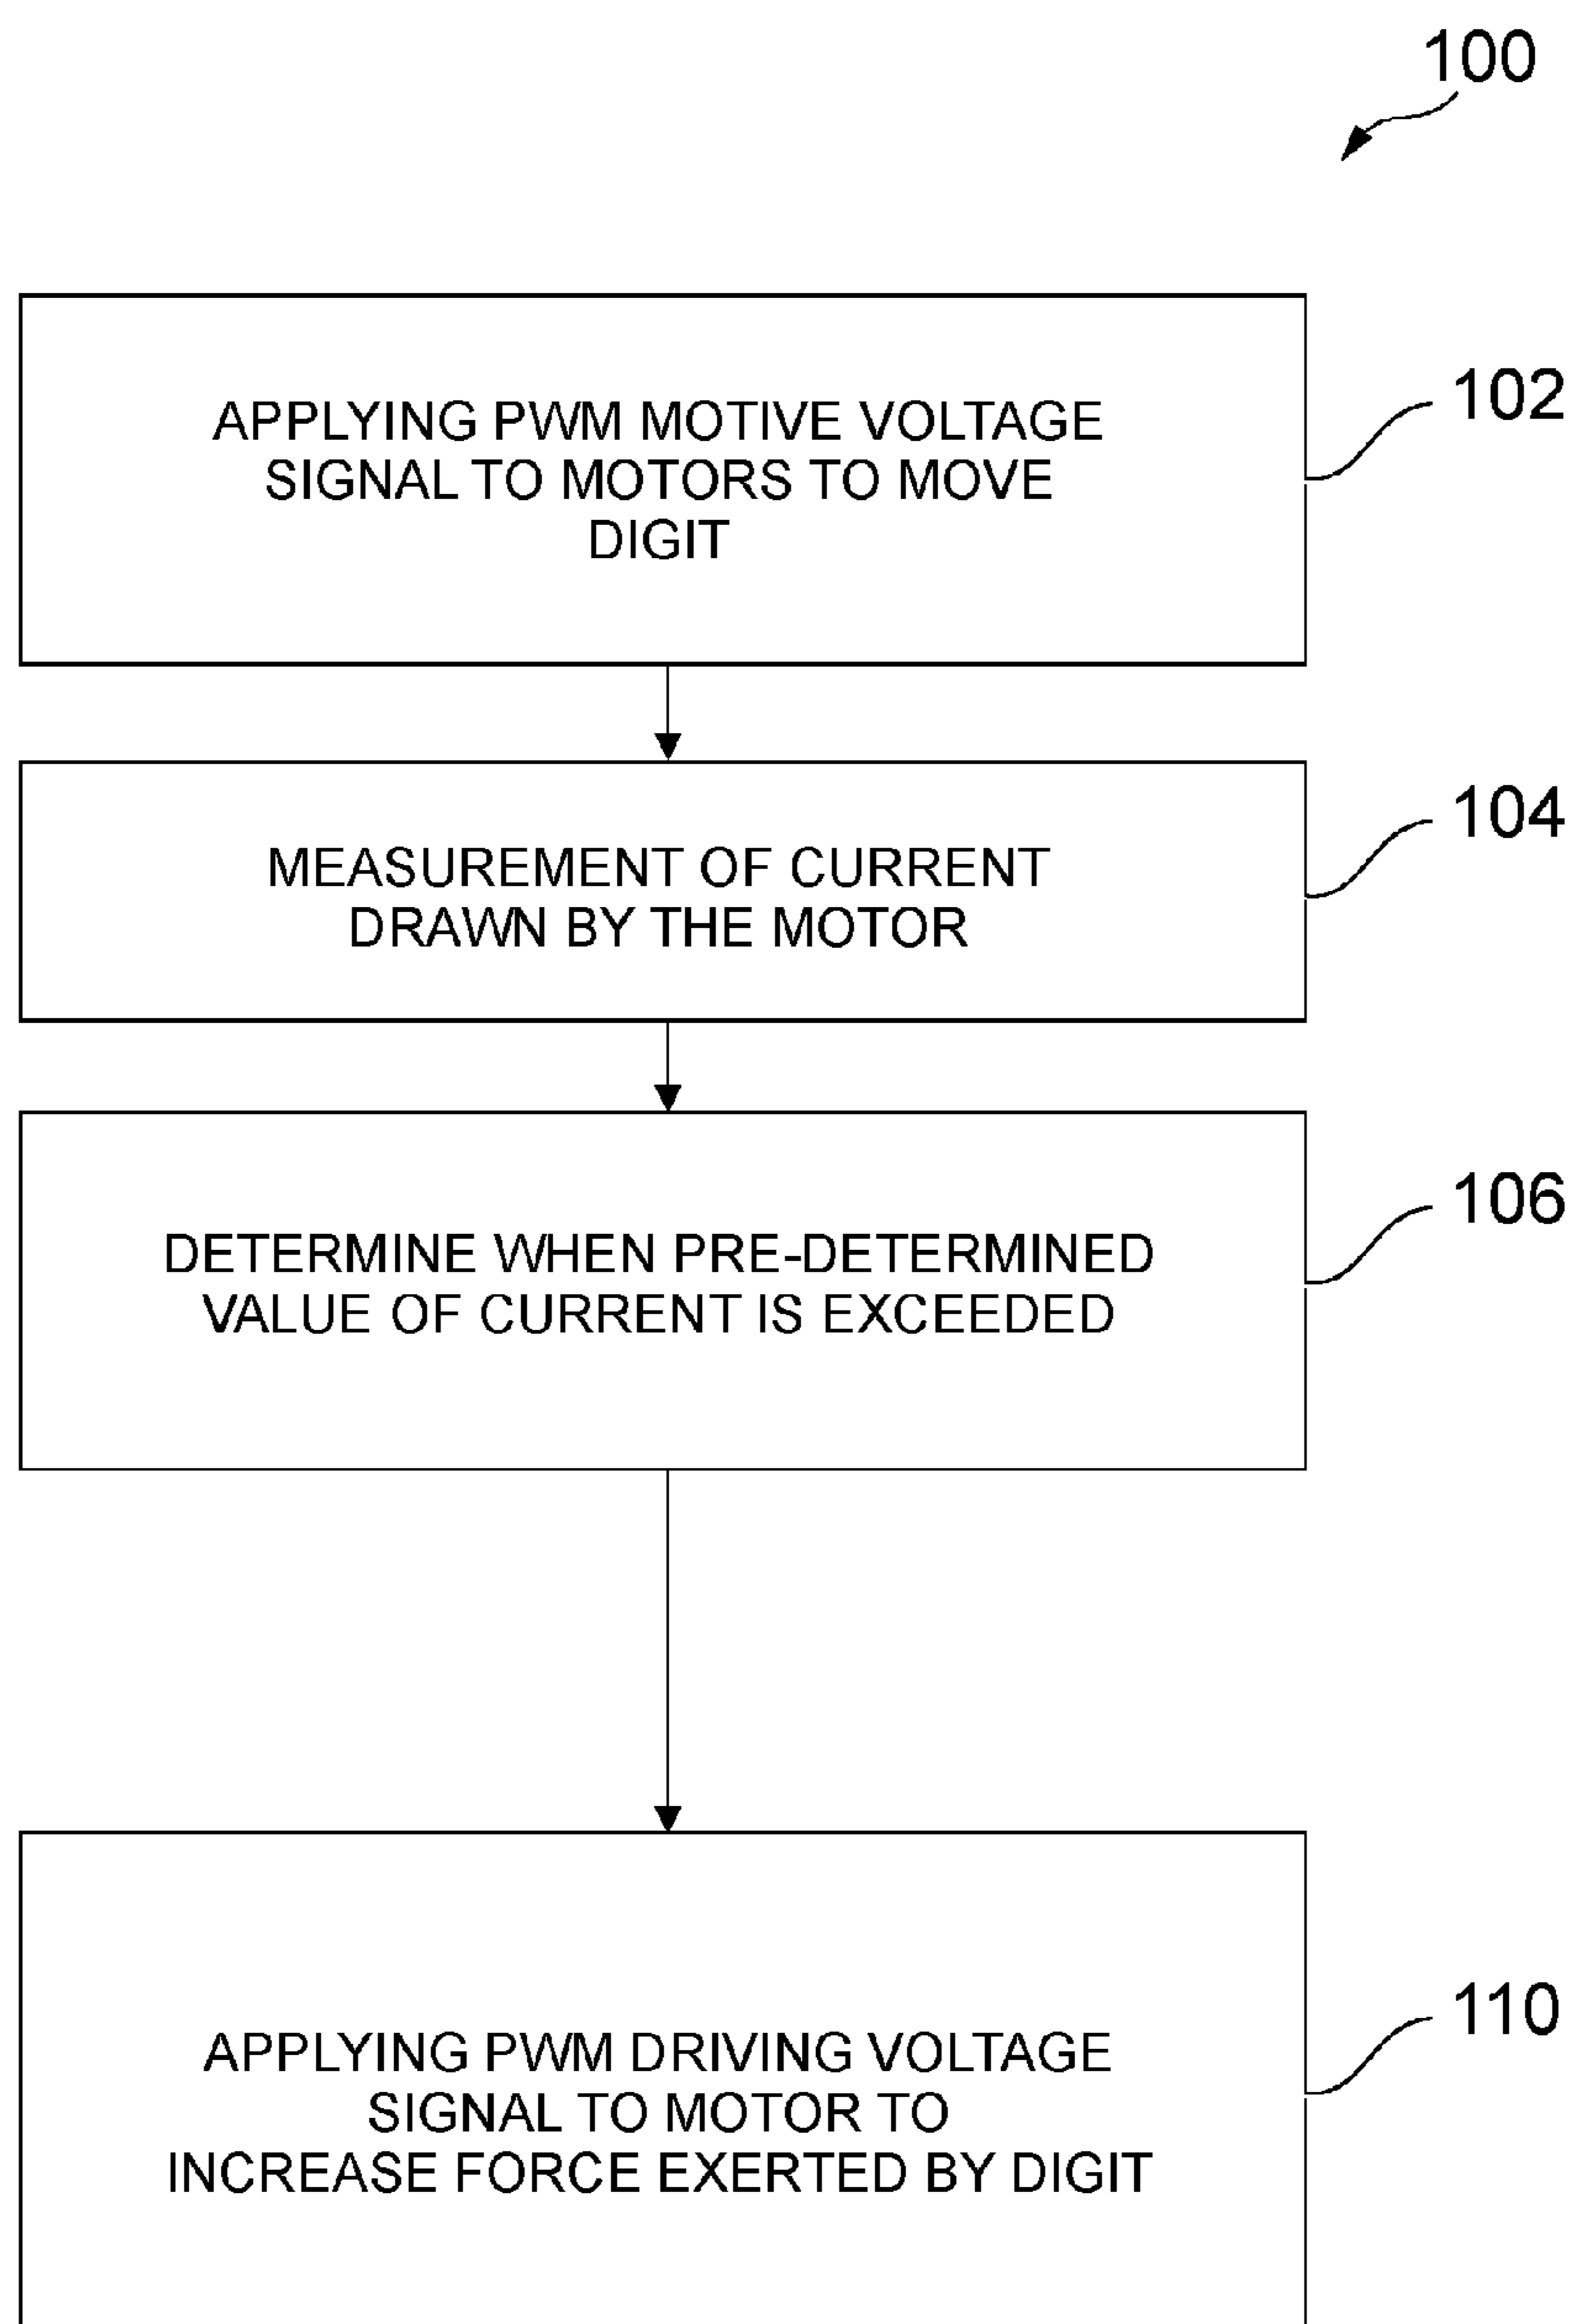 100
APPLYING PWM MOTIVE VOLTAGE
SIGNAL TO MOTORS TO MOVE
DIGIT
102
MEASUREMENT OF CURRENT
DRAWN BY THE MOTOR
104
DETERMINE WHEN PRE-DETERMINED
VALUE OF CURRENT IS EXCEEDED
106
APPLYING PWM DRIVING VOLTAGE
SIGNAL TO MOTOR TO
INCREASE FORCE EXERTED BY DIGIT
110